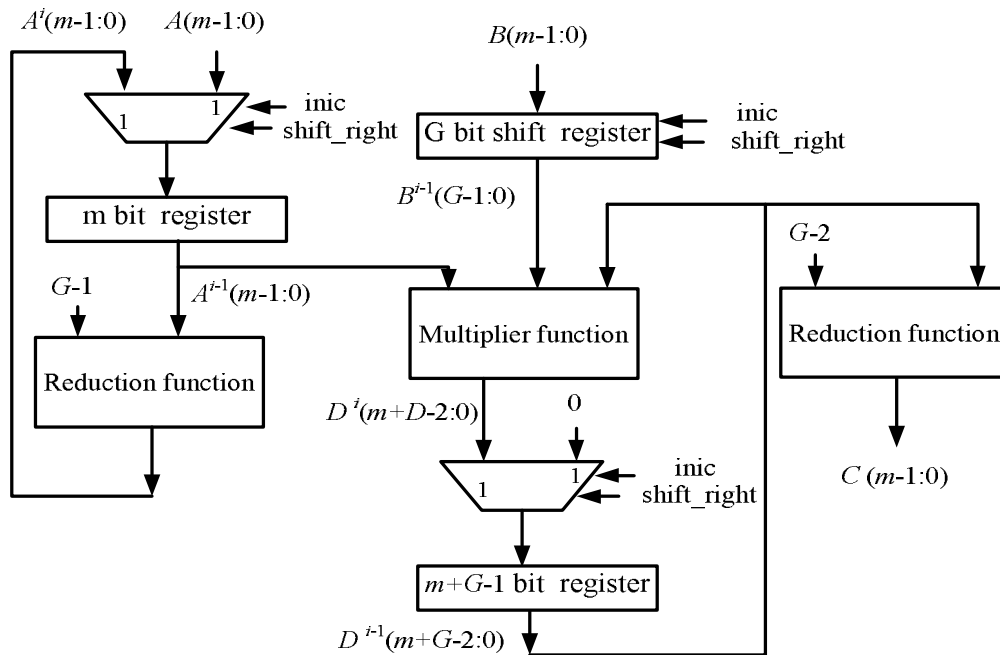 A^i(m-1:0)
A(m-1:0)
B(m-1:0)
1
1
inic
shift_right
G bit shift register
inic
shift_right
m bit register
B^{i-1}(G-1:0)
G-2
G-1
A^{i-1}(m-1:0)
Multiplier function
Reduction function
Reduction function
D^i(m+D-2:0)
0
1
1
inic
shift_right
C (m-1:0)
m+G-1 bit register
D^{i-1}(m+G-2:0)